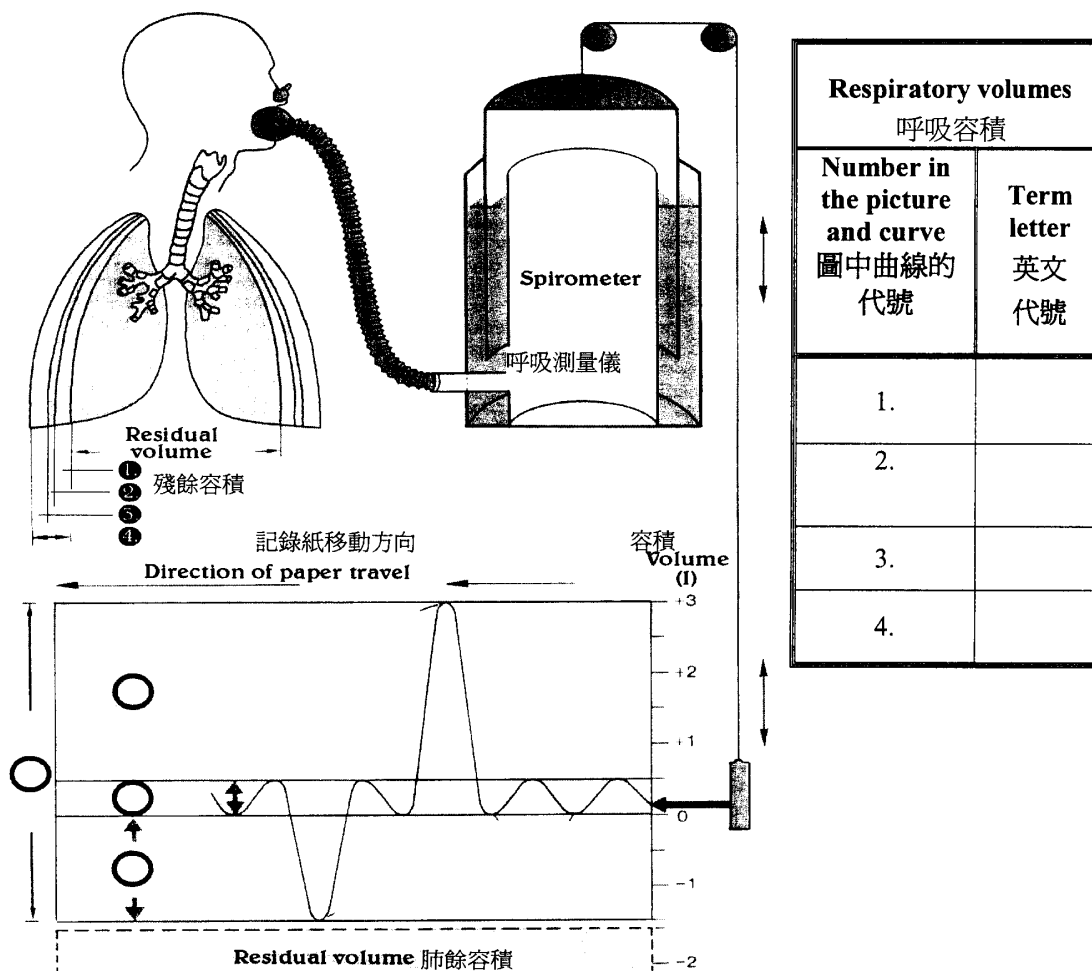 Spirometer
呼吸測量儀
Residual
volume
殘餘容積
1.
2.
3.
4.
記錄紙移動方向
Direction of paper travel
容積
Volume
(I)
+3
+2
+1
0
−1
−2
Residual volume 肺餘容積
Respiratory volumes
呼吸容積
Number in
the picture
and curve
圖中曲線的
代號
Term
letter
英文
代號
1.
2.
3.
4.